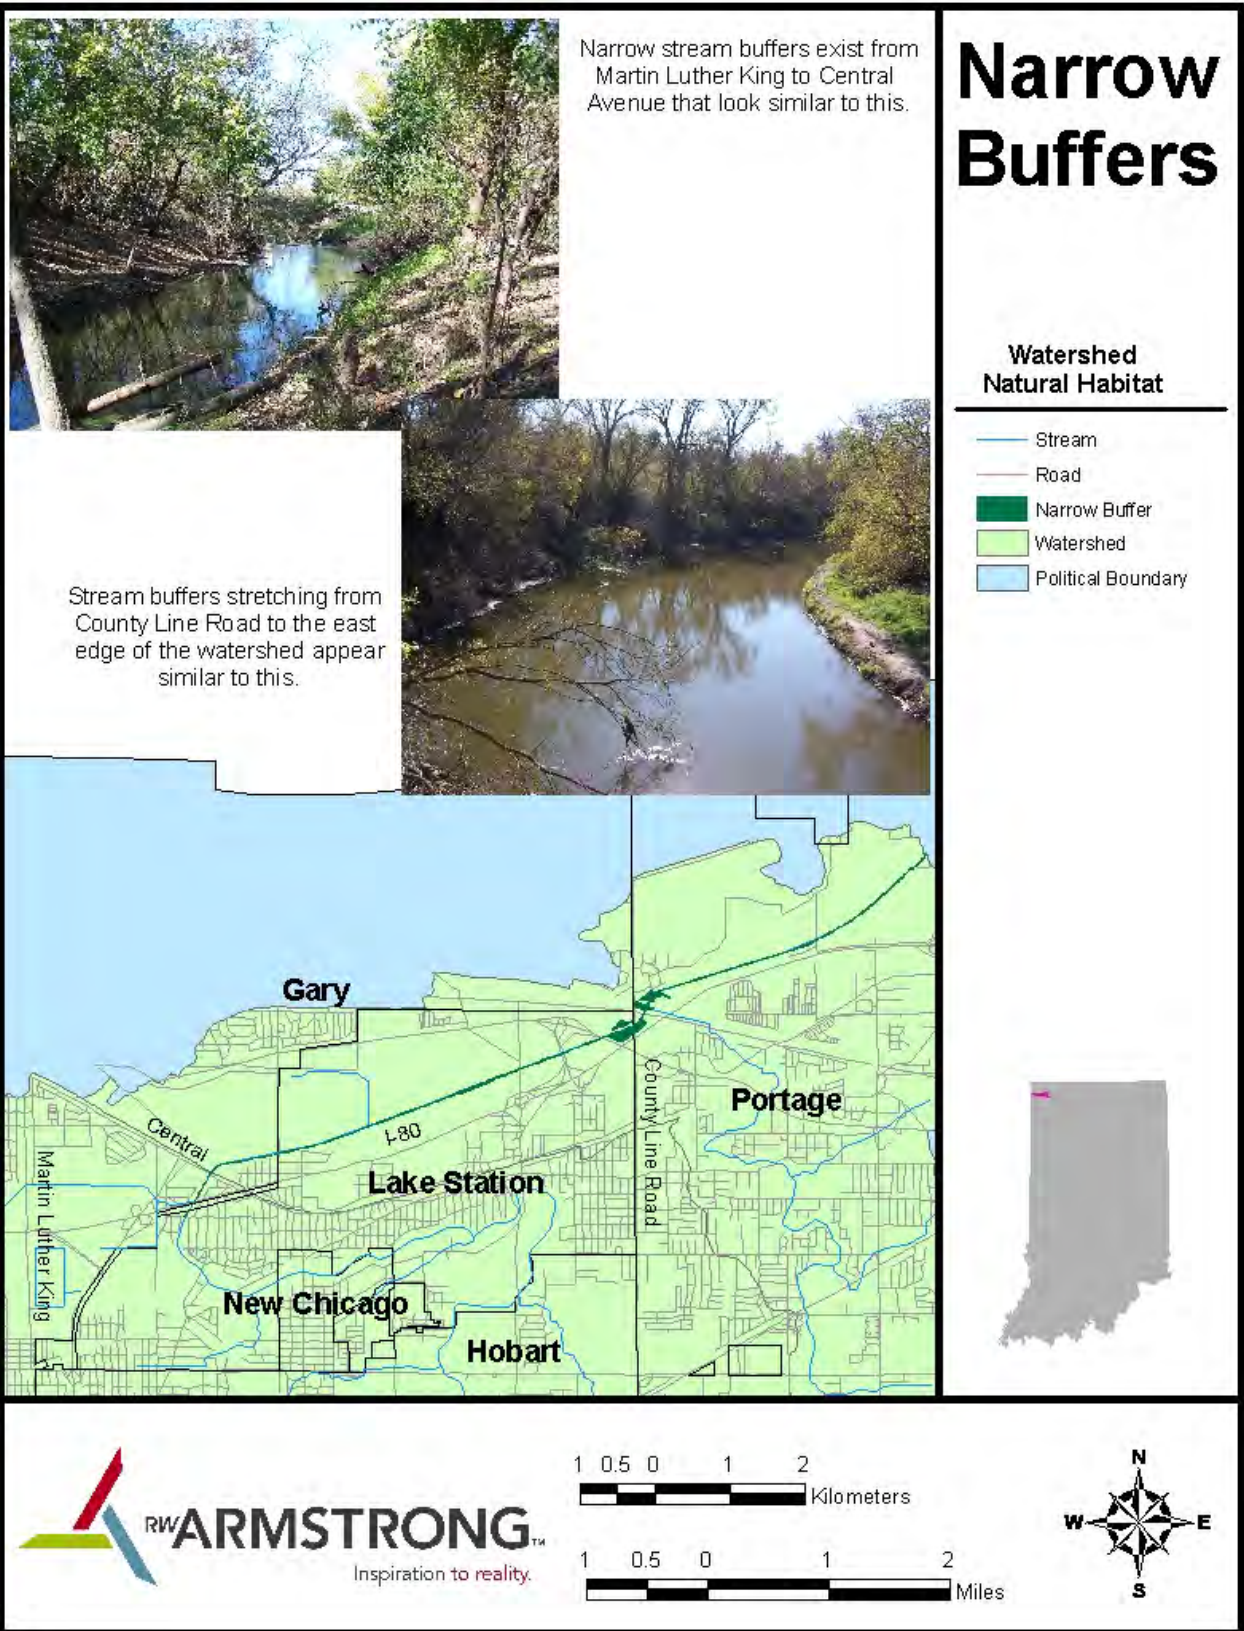 Narrow stream buffers exist from
Martin Luther King to Central
Avenue that look similar to this.
Narrow
Buffers
Watershed
Natural Habitat
Stream
Road
Narrow Buffer
Watershed
Political Boundary
Stream buffers stretching from
County Line Road to the east
edge of the watershed appear
similar to this.
Gary
Central
I-80
Portage
County Line Road
Martin Luther King
Lake Station
New Chicago
Hobart
RWARMSTRONG™
Inspiration to reality.
1 0.5 0 1 2
Kilometers
1 0.5 0 1 2
Miles
N
W E
S